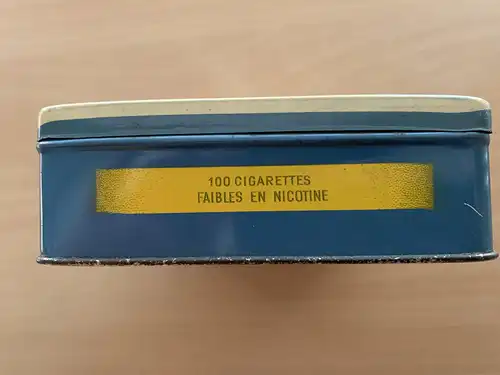 100 CIGARETTES
FAIBLES EN NICOTINE